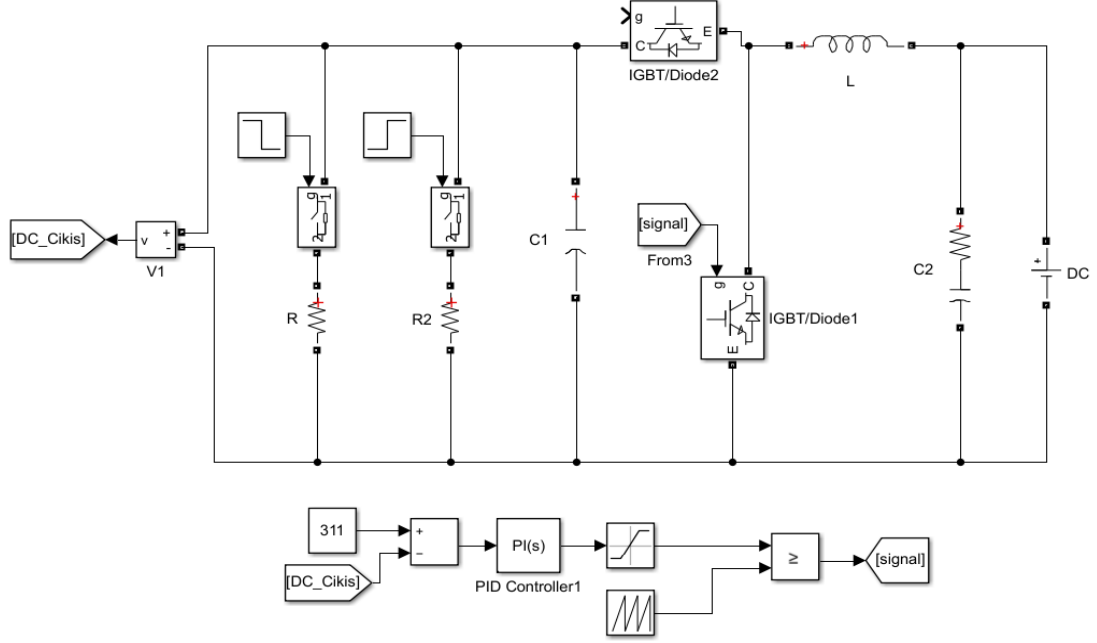 g
C
E
IGBT/Diode2
L
g
1
2
g
1
2
[DC_Cikis]
v
+
-
V1
C1
[signal]
From3
C2
+
DC
R
R2
g
C
E
IGBT/Diode1
311
+
−
PI(s)
≥
[signal]
[DC_Cikis]
PID Controller1